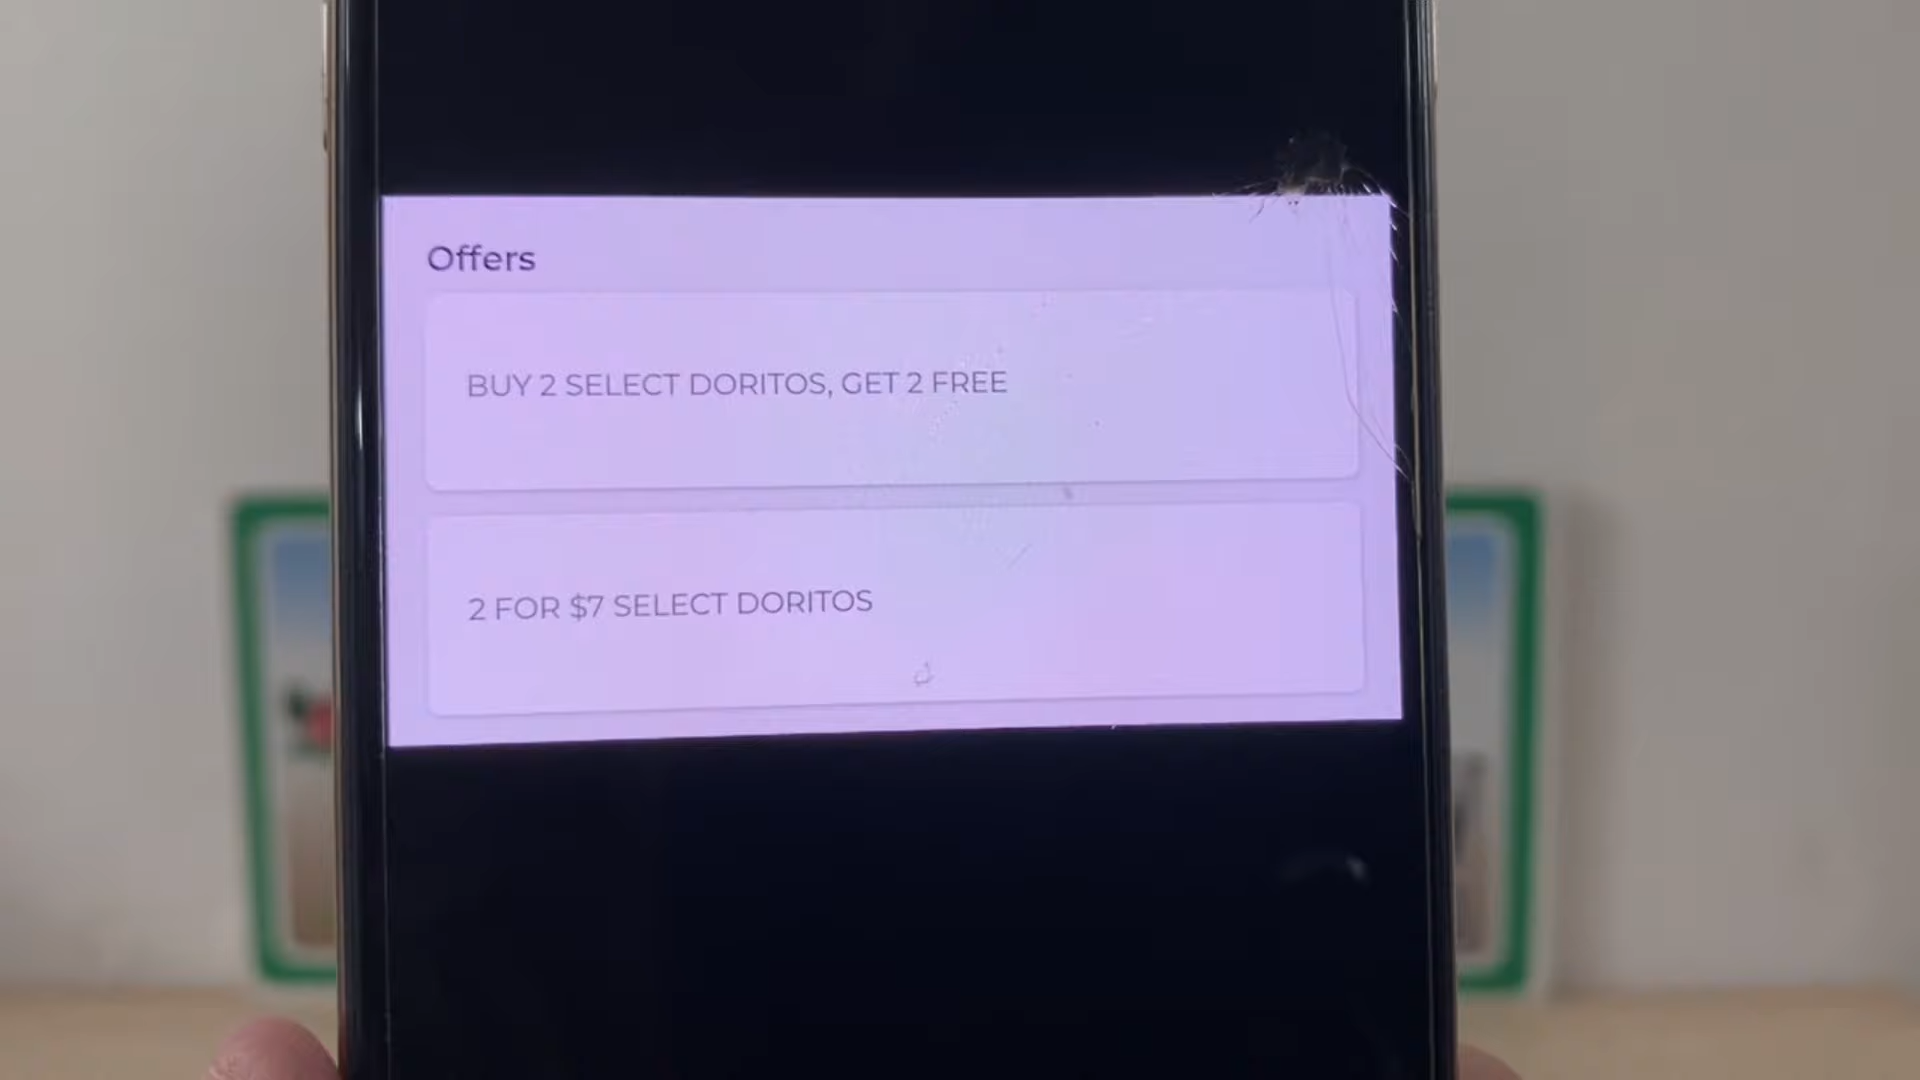 Offers
BUY 2 SELECT DORITOS, GET 2 FREE
2 FOR $7 SELECT DORITOS